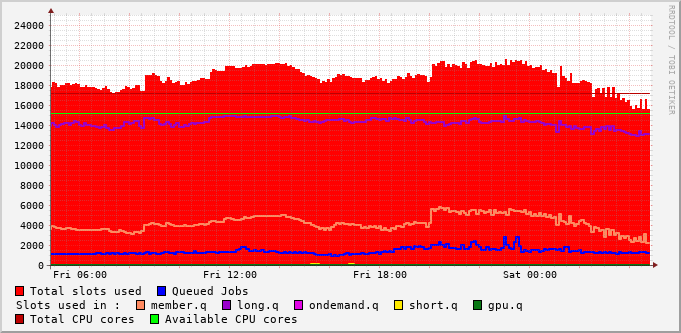 24000
22000
20000
18000
16000
14000
12000
10000
8000
6000
4000
2000
0
Fri 06:00 Fri 12:00 Fri 18:00 Sat 00:00
RRDTOOL / TOBI OETIKER
Total slots used Queued Jobs
Slots used in : member.q long.q ondemand.q short.q gpu.q
Total CPU cores Available CPU cores